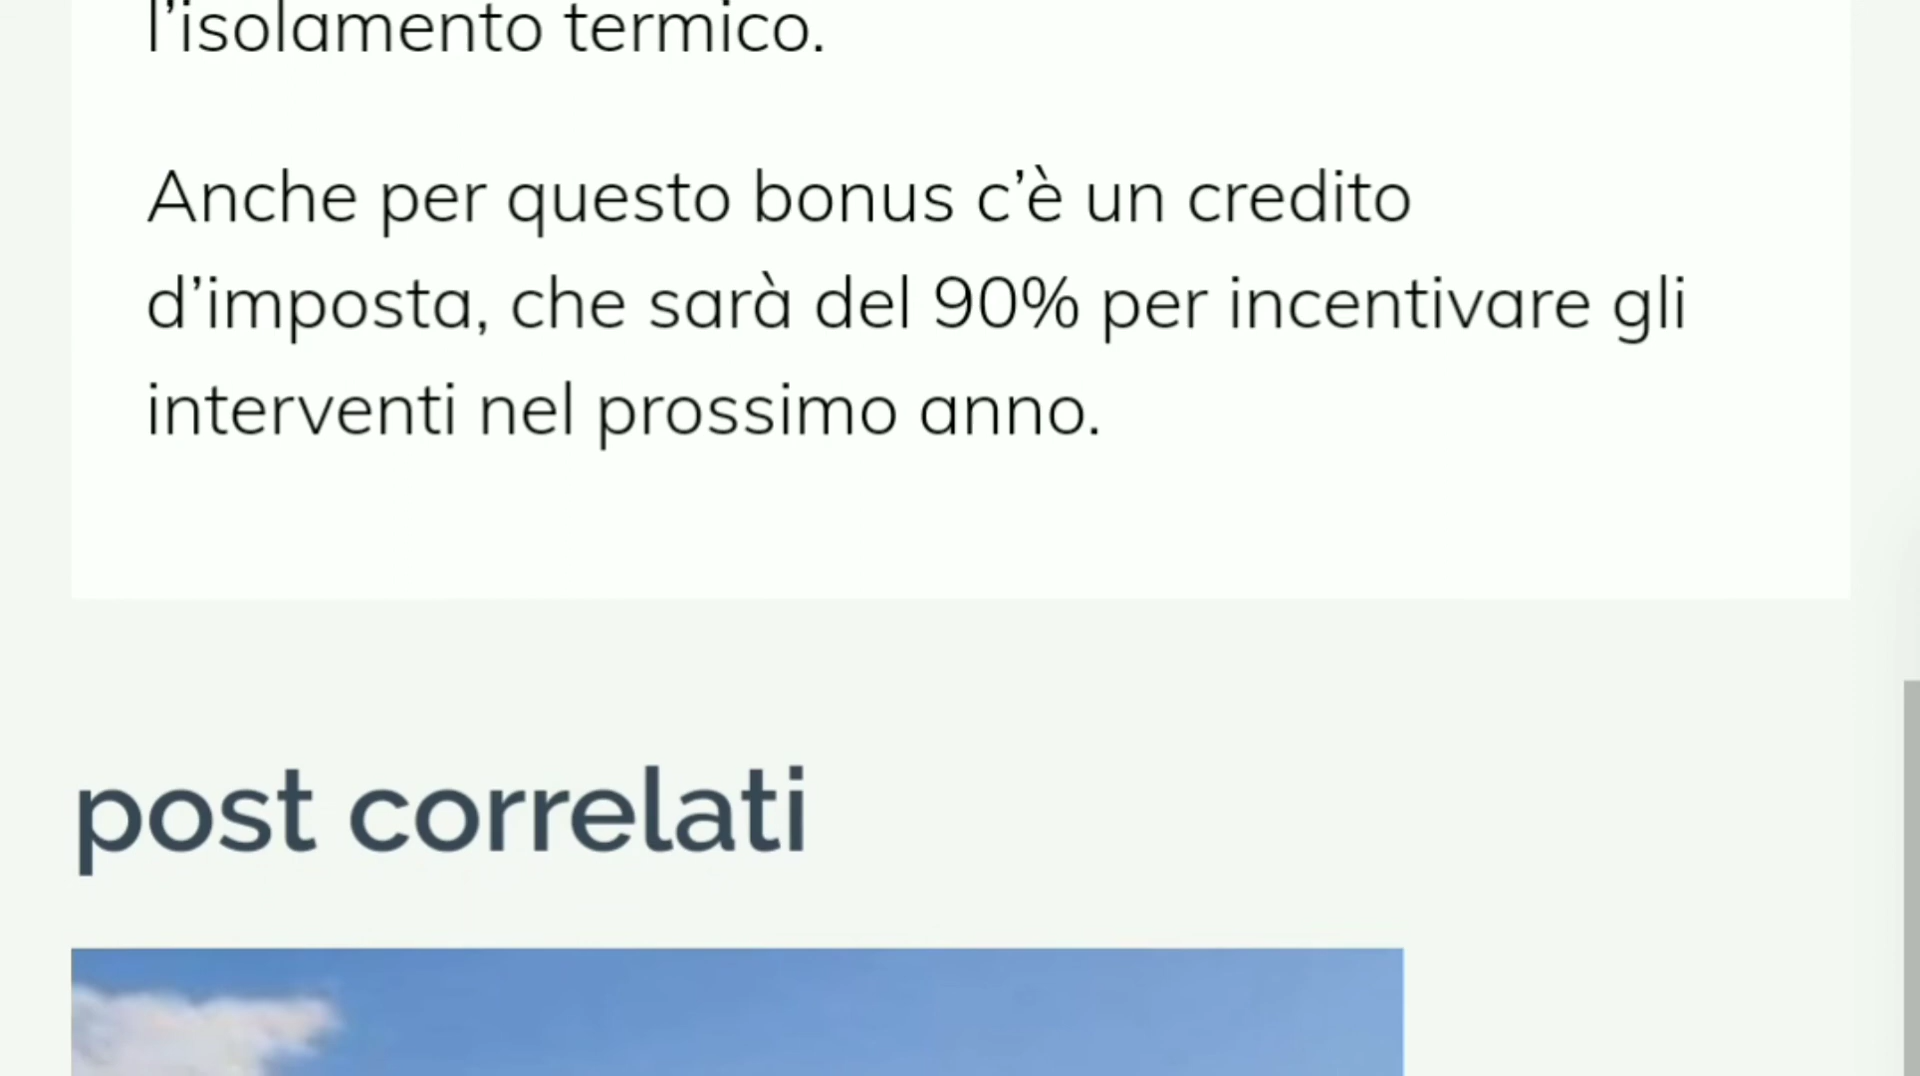 l’isolamento termico.
Anche per questo bonus c’è un credito
d’imposta, che sarà del 90% per incentivare gli
interventi nel prossimo anno.
post correlati